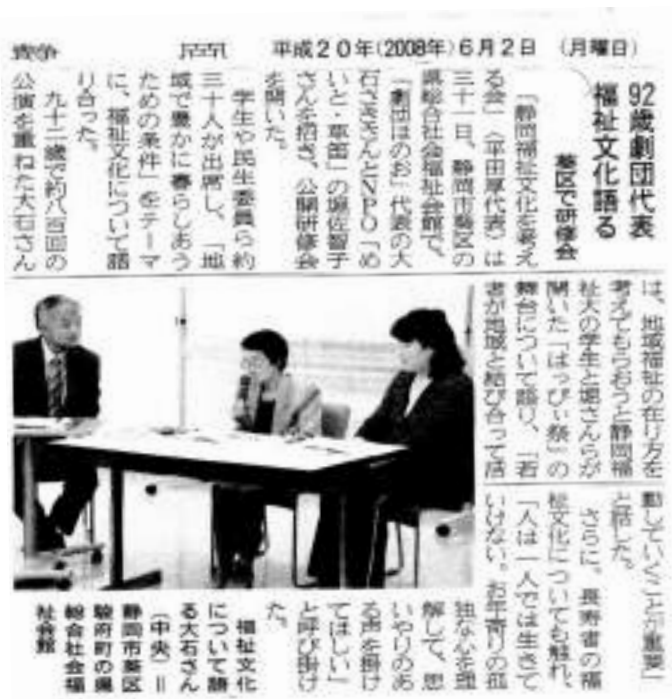 静岡
平成20年(2008年)6月2日 (月曜日)
92歳劇団代表
福祉文化語る
葵区で研修会
「静岡福祉文化を考え
る会」(平田厚代表)は
三十一日、静岡市葵区の
県総合社会福祉会館で、
「劇団ほのお」代表の大
石さきさんとNPO「め
いと・草笛」の堀佐智子
さんを招き、公開研修会
を開いた。
学生や民生委員ら約
三十人が出席し、「地
域で豊かに暮らしあう
ための条件」をテーマ
に、福祉文化について語
り合った。
九十二歳で約八百回の
公演を重ねた大石さん
は、地域福祉の在り方を
考えてもらおうと静岡福
祉大の学生と堀さんらが
開いた「はっぴぃ祭」の
舞台について語り、「若
者が地域と結び合って活
動していくことが重要」
と話した。
さらに、長寿者の福
祉文化についても触れ、
「人は一人では生きて
いけない。お年寄りの孤
独な心を理
解して、思
いやりのあ
る声を掛け
てほしい」
と呼び掛け
た。
福祉文化
について語
る大石さん
(中央)=
静岡市葵区
駿府町の県
総合社会福
祉会館